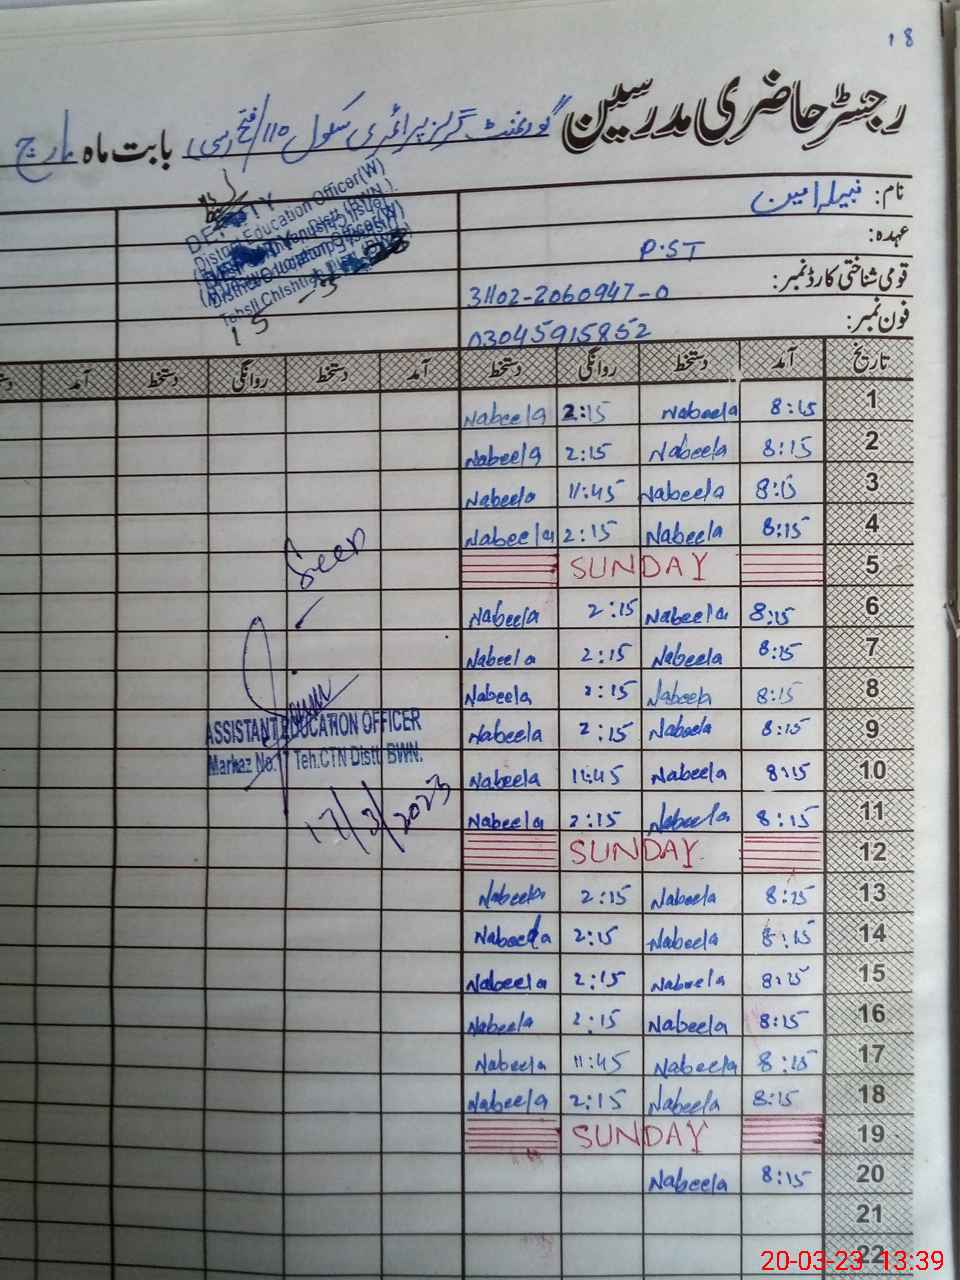 18
رجسٹر حاضری مدرسین گورنمنٹ گرلز پرائمری سکول 110/فتح بابت ماہ مارچ
نام: نبیلہ امین
عہدہ: P.ST
قومی شناختی کارڈ نمبر: 31102-2060947-0
فون نمبر: 03045915852
District Education Officer(W)
Tehsil Chishtian
15
تاریخ آمد دستخط روانگی دستخط آمد دستخط روانگی دستخط آمد
1 8:15 Nabeela 2:15 Nabeela
2 8:15 Nabeela 2:15 Nabeela
3 8:15 Nabeela 11:45 Nabeela
4 8:15 Nabeela 2:15 Nabeela
5 SUNDAY
6 8:15 Nabeela 2:15 Nabeela
7 8:15 Nabeela 2:15 Nabeela
8 8:15 Nabeela 2:15 Nabeela
9 8:15 Nabeela 2:15 Nabeela
10 8:15 Nabeela 11:45 Nabeela
11 8:15 Nabeela 2:15 Nabeela
12 SUNDAY
13 8:15 Nabeela 2:15 Nabeela
14 8:15 Nabeela 2:15 Nabeela
15 8:15 Nabeela 2:15 Nabeela
16 8:15 Nabeela 2:15 Nabeela
17 8:15 Nabeela 11:45 Nabeela
18 8:15 Nabeela 2:15 Nabeela
19 SUNDAY
20 8:15 Nabeela
21
22
Seen
ASSISTANT EDUCATION OFFICER
Markaz No.17 Teh.CTN Distt BWN.
17/3/2023
20-03-23 13:39